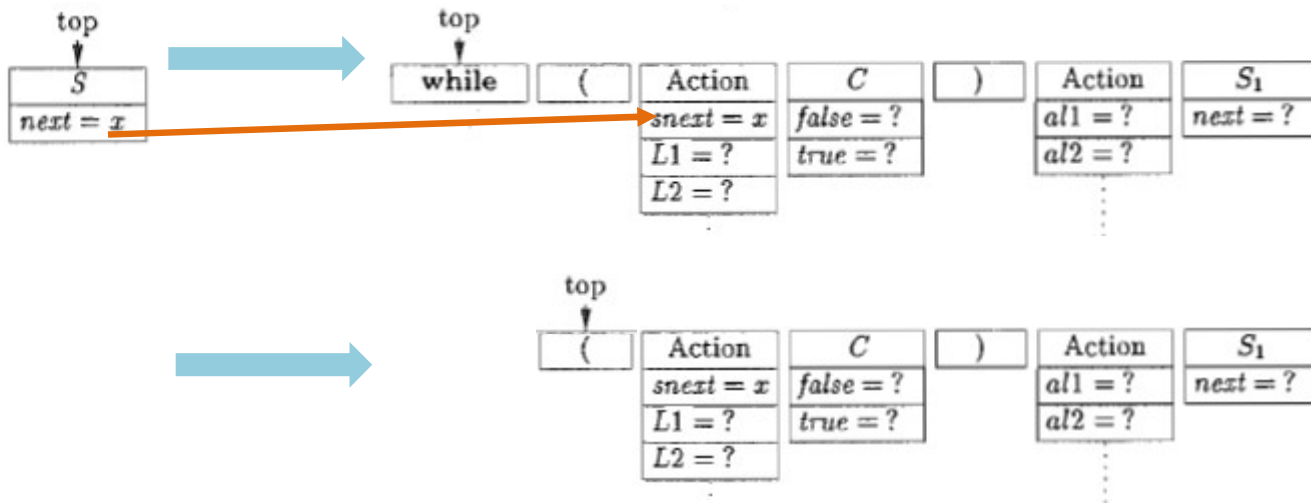 top top
S while ( Action C ) Action S1
next = x snext = x false = ? al1 = ? next = ?
L1 = ? true = ? al2 = ?
L2 = ?
top
( Action C ) Action S1
snext = x false = ? al1 = ? next = ?
L1 = ? true = ? al2 = ?
L2 = ?